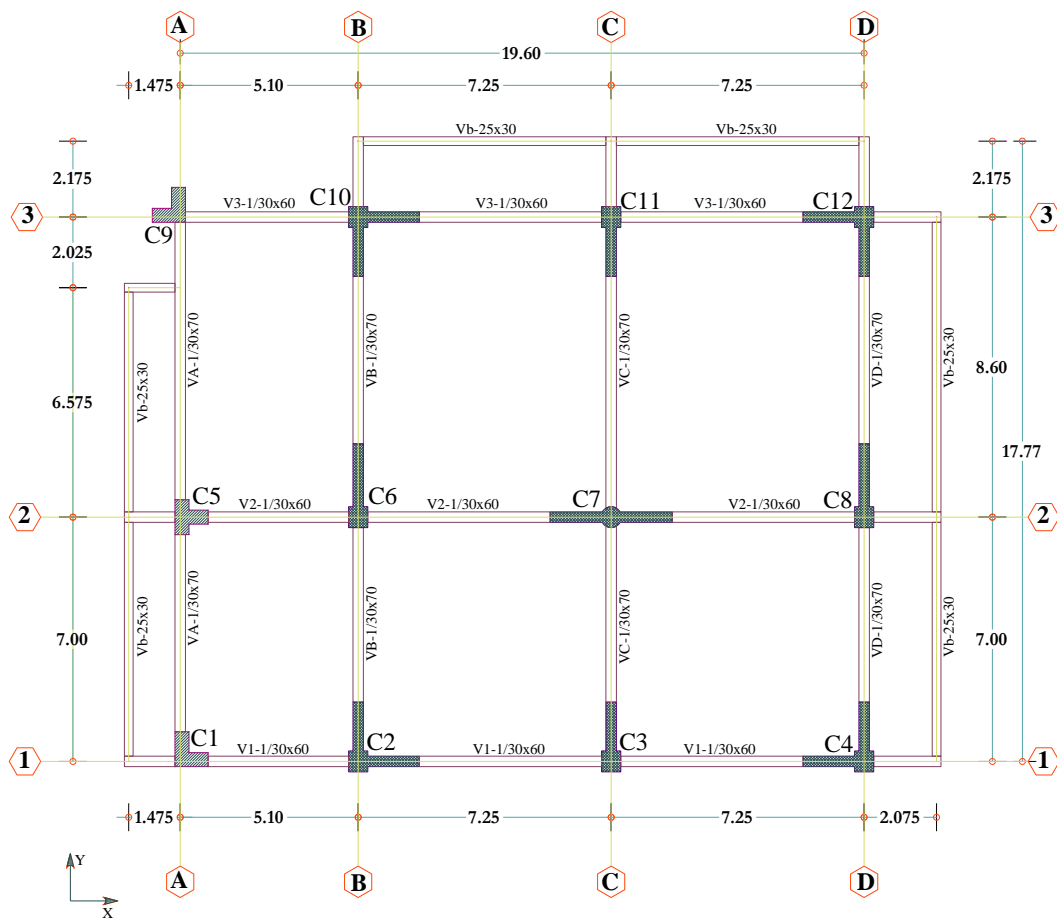 A
B
C
D
19.60
1.475
5.10
7.25
7.25
Vb-25x30
Vb-25x30
2.175
2.175
C10
C11
C12
V3-1/30x60
V3-1/30x60
V3-1/30x60
3
3
C9
2.025
VA-1/30x70
VB-1/30x70
VC-1/30x70
VD-1/30x70
Vb-25x30
Vb-25x30
6.575
8.60
17.77
C5
C6
C7
C8
V2-1/30x60
V2-1/30x60
V2-1/30x60
2
2
Vb-25x30
VA-1/30x70
VB-1/30x70
VC-1/30x70
VD-1/30x70
Vb-25x30
7.00
7.00
C1
C2
C3
C4
V1-1/30x60
V1-1/30x60
V1-1/30x60
1
1
1.475
5.10
7.25
7.25
2.075
Y
X
A
B
C
D